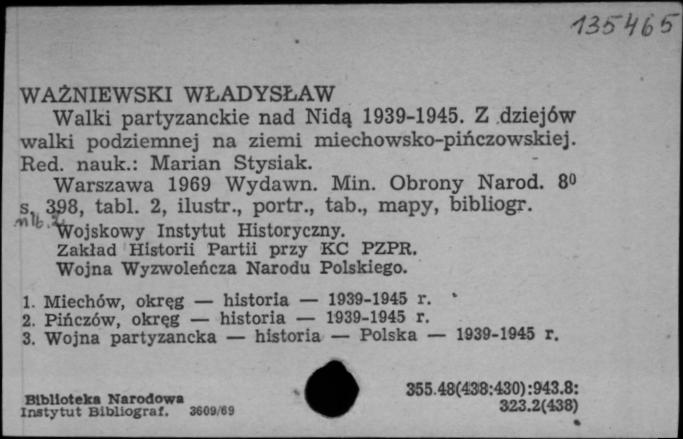 135465
WAŻNIEWSKI WŁADYSŁAW
Walki partyzanckie nad Nidą 1939-1945. Z dziejów
walki podziemnej na ziemi miechowsko-pińczowskiej.
Red. nauk.: Marian Stysiak.
Warszawa 1969 Wydawn. Min. Obrony Narod. 8⁰
s. 398, tabl. 2, ilustr., portr., tab., mapy, bibliogr.
nlb. 2,
Wojskowy Instytut Historyczny.
Zakład Historii Partii przy KC PZPR.
Wojna Wyzwoleńcza Narodu Polskiego.
1. Miechów, okręg — historia — 1939-1945 r.
2. Pińczów, okręg — historia — 1939-1945 r.
3. Wojna partyzancka — historia — Polska — 1939-1945 r.
355.48(438:430):943.8:
Biblioteka Narodowa
323.2(438)
Instytut Bibliograf. 3609/69